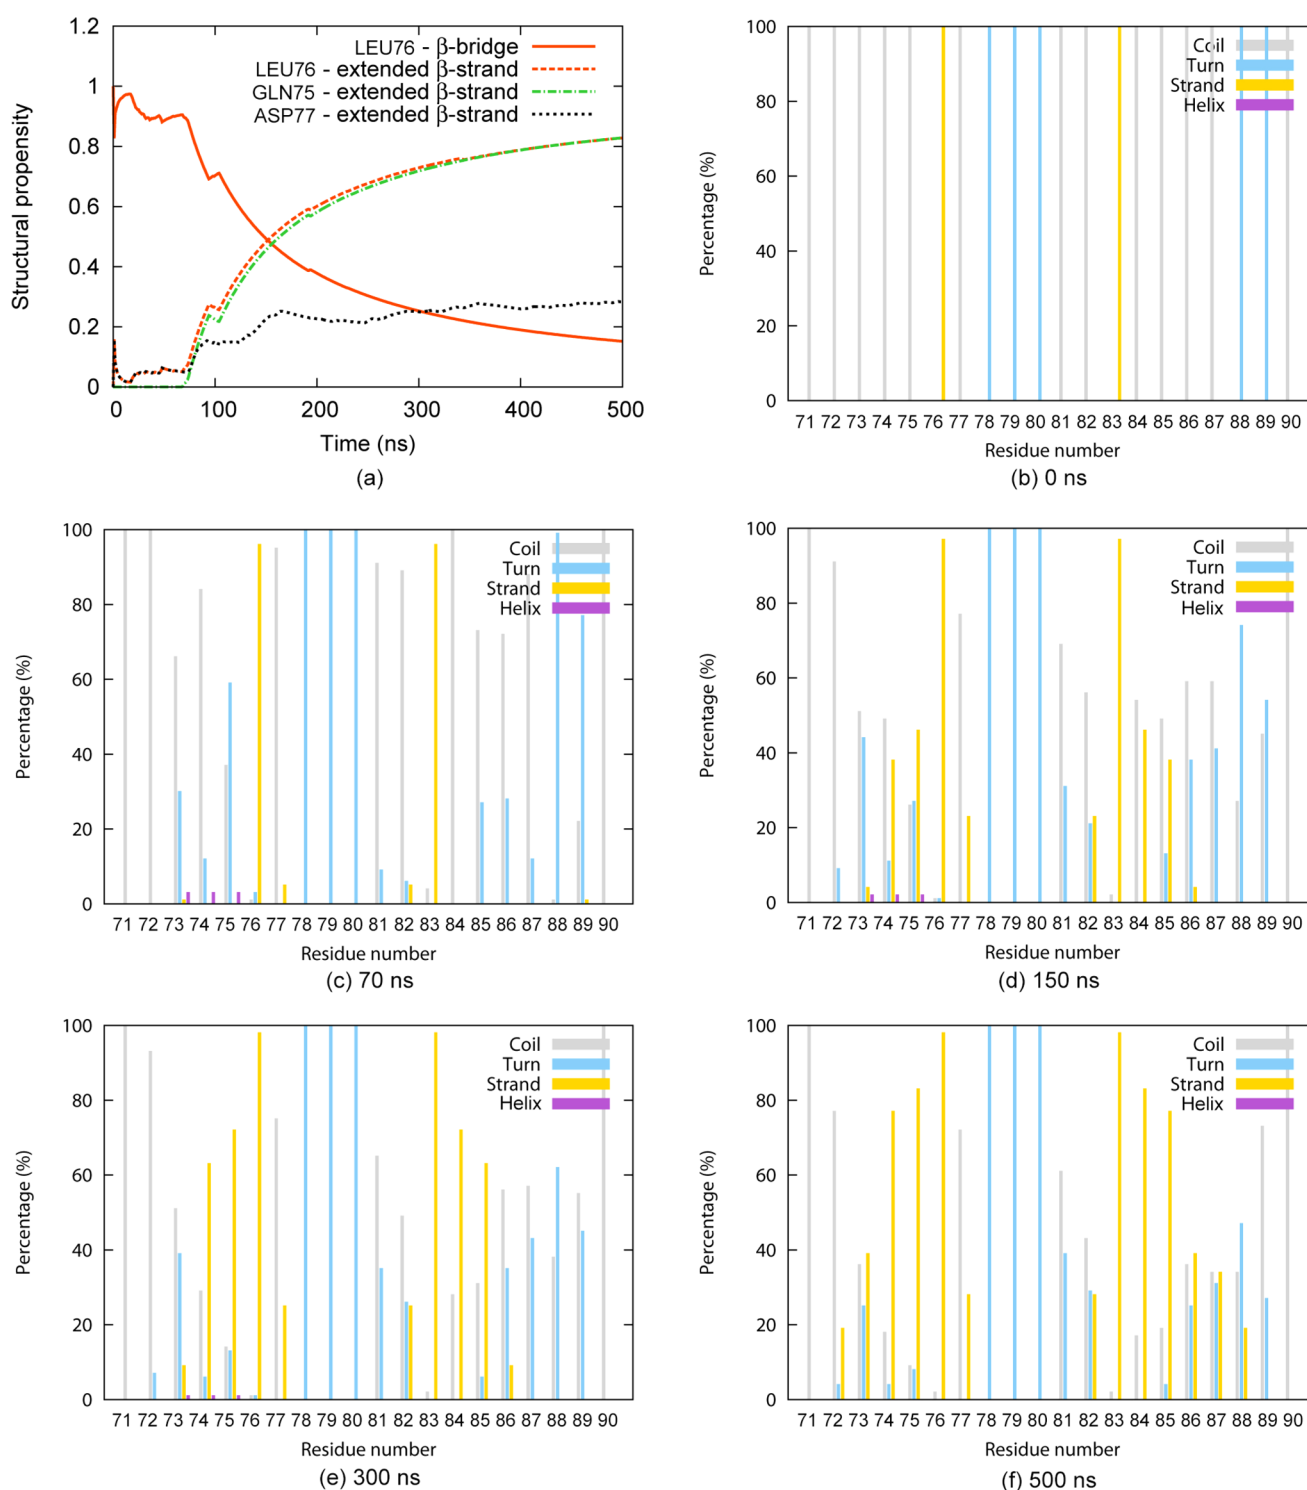 1.2
1
0.8
0.6
0.4
0.2
0
Structural propensity
LEU76 - β-bridge
LEU76 - extended β-strand
GLN75 - extended β-strand
ASP77 - extended β-strand
0 100 200 300 400 500
Time (ns)
(a)
100
80
60
40
20
0
Percentage (%)
Coil
Turn
Strand
Helix
71 72 73 74 75 76 77 78 79 80 81 82 83 84 85 86 87 88 89 90
Residue number
(b) 0 ns
100
80
60
40
20
0
Percentage (%)
Coil
Turn
Strand
Helix
71 72 73 74 75 76 77 78 79 80 81 82 83 84 85 86 87 88 89 90
Residue number
(c) 70 ns
100
80
60
40
20
0
Percentage (%)
Coil
Turn
Strand
Helix
71 72 73 74 75 76 77 78 79 80 81 82 83 84 85 86 87 88 89 90
Residue number
(d) 150 ns
100
80
60
40
20
0
Percentage (%)
Coil
Turn
Strand
Helix
71 72 73 74 75 76 77 78 79 80 81 82 83 84 85 86 87 88 89 90
Residue number
(e) 300 ns
100
80
60
40
20
0
Percentage (%)
Coil
Turn
Strand
Helix
71 72 73 74 75 76 77 78 79 80 81 82 83 84 85 86 87 88 89 90
Residue number
(f) 500 ns